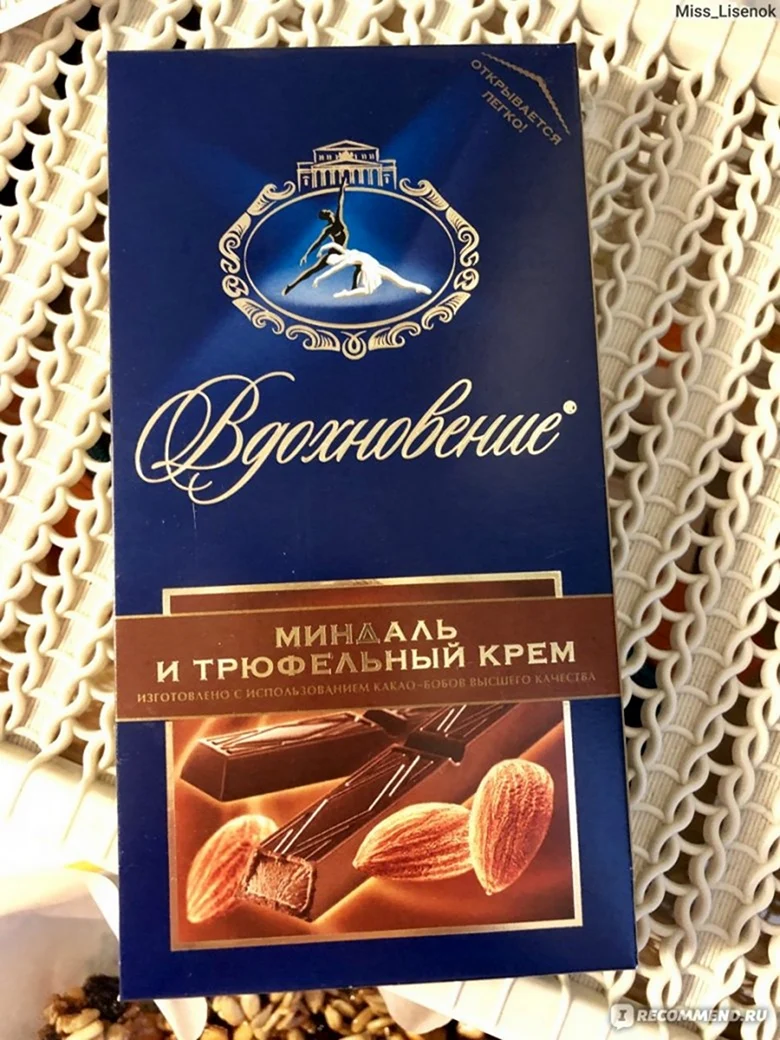 Miss_Lisenok
ОТКРЫВАЕТСЯ
ЛЕГКО!
Вдохновение
МИНДАЛЬ
И ТРЮФЕЛЬНЫЙ КРЕМ
ИЗГОТОВЛЕНО С ИСПОЛЬЗОВАНИЕМ КАКАО-БОБОВ ВЫСШЕГО КАЧЕСТВА
IRECOMMEND.RU